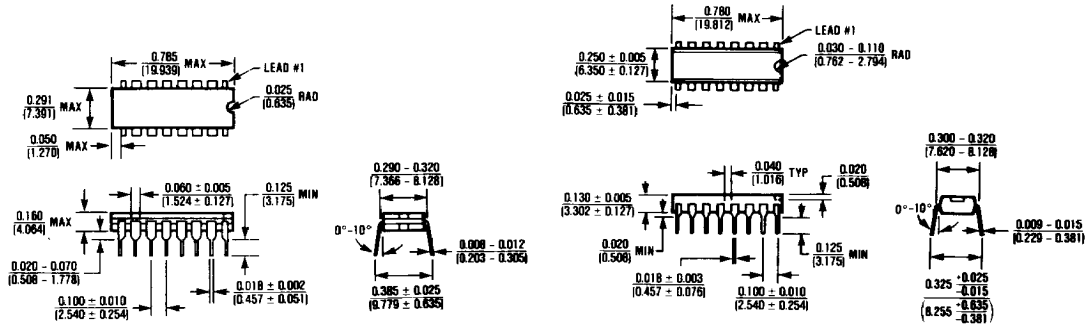 0.785
(19.939)
MAX
LEAD #1
0.291
(7.391)
MAX
0.025
(0.635)
RAD
0.050
(1.270)
MAX
0.060 ± 0.005
(1.524 ± 0.127)
0.125
(3.175)
MIN
0.160
(4.064)
MAX
0.020 - 0.070
(0.508 - 1.778)
0.100 ± 0.010
(2.540 ± 0.254)
0.018 ± 0.002
(0.457 ± 0.051)
0.290 - 0.320
(7.366 - 8.128)
0°-10°
0.008 - 0.012
(0.203 - 0.305)
0.385 ± 0.025
(9.779 ± 0.635)
0.780
(19.812)
MAX
LEAD #1
0.250 ± 0.005
(6.350 ± 0.127)
0.030 - 0.110
(0.762 - 2.794)
RAD
0.025 ± 0.015
(0.635 ± 0.381)
0.040
(1.016)
TYP
0.020
(0.508)
0.130 ± 0.005
(3.302 ± 0.127)
0.020
(0.508)
MIN
0.125
(3.175)
MIN
0.018 ± 0.003
(0.457 ± 0.076)
0.100 ± 0.010
(2.540 ± 0.254)
0.300 - 0.320
(7.620 - 8.128)
0°-10°
0.009 - 0.015
(0.229 - 0.381)
0.325 +0.025
-0.015
(8.255 +0.635
-0.381)